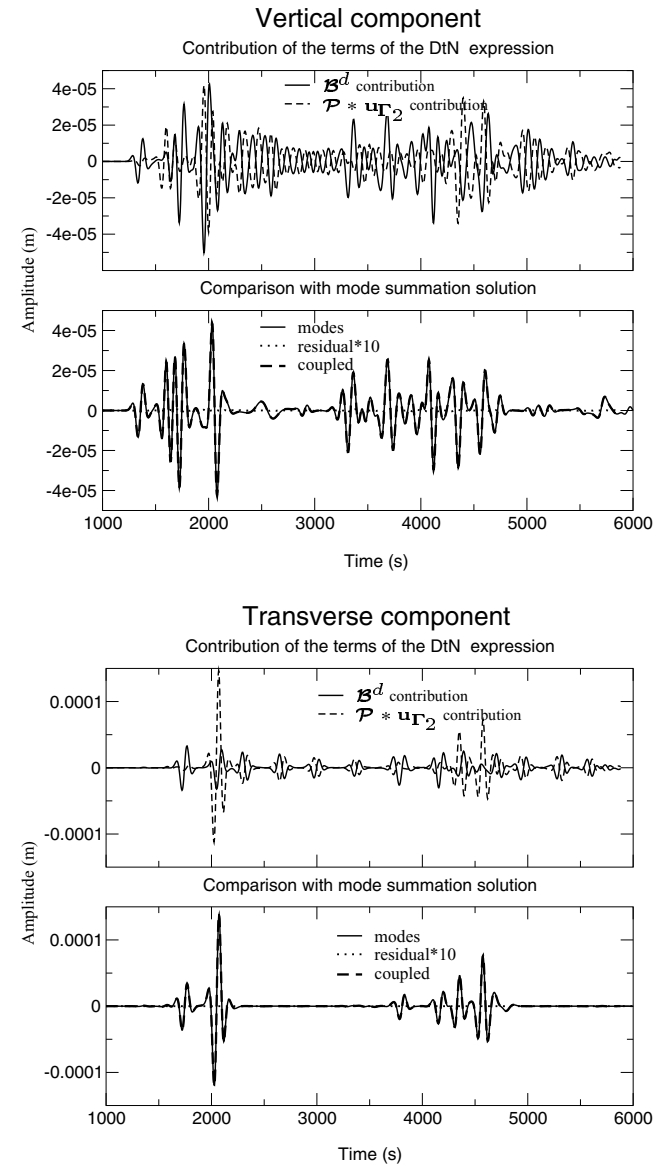 Vertical component
Contribution of the terms of the DtN expression
𝓑ᵈ contribution
𝓟 * u_Γ₂ contribution
4e-05
2e-05
0
-2e-05
-4e-05
Amplitude (m)
Comparison with mode summation solution
modes
residual*10
coupled
4e-05
2e-05
0
-2e-05
-4e-05
1000 2000 3000 4000 5000 6000
Time (s)
Transverse component
Contribution of the terms of the DtN expression
𝓑ᵈ contribution
𝓟 * u_Γ₂ contribution
0.0001
0
-0.0001
Amplitude (m)
Comparison with mode summation solution
modes
residual*10
coupled
0.0001
0
-0.0001
1000 2000 3000 4000 5000 6000
Time (s)